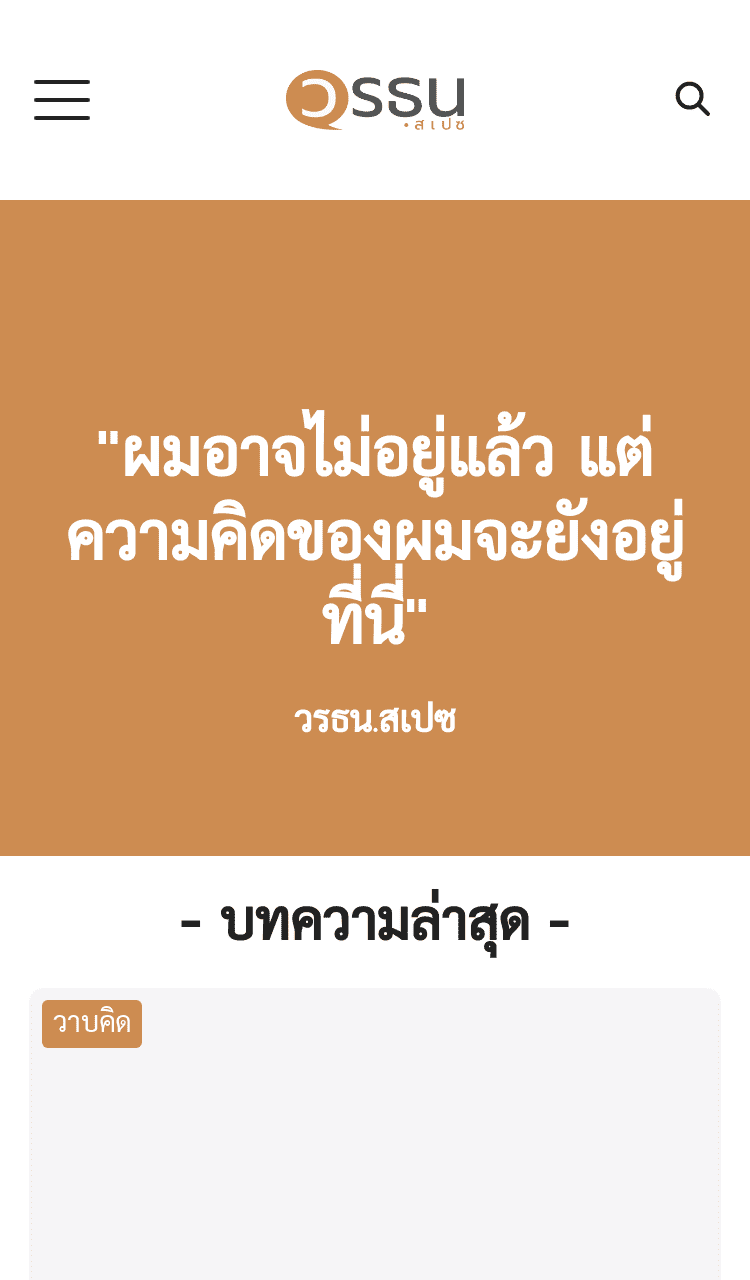 วรรน
•สเปซ
"ผมอาจไม่อยู่แล้ว แต่
ความคิดของผมจะยังอยู่
ที่นี่"
วรธน.สเปซ
- บทความล่าสุด -
วาบคิด